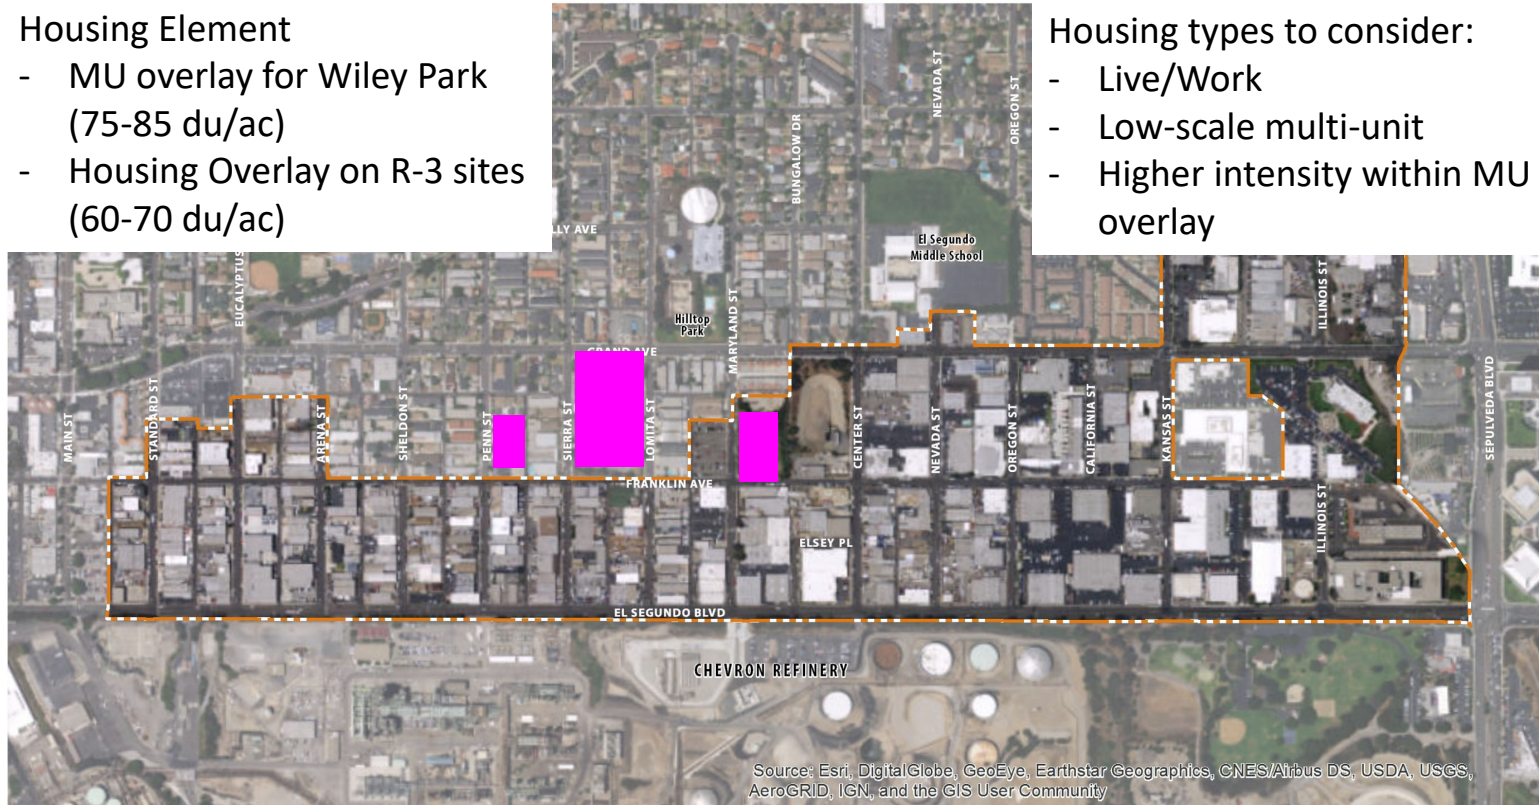 Housing Element
- MU overlay for Wiley Park
(75-85 du/ac)
- Housing Overlay on R-3 sites
(60-70 du/ac)
Housing types to consider:
- Live/Work
- Low-scale multi-unit
- Higher intensity within MU
overlay
NEVADA ST
OREGON ST
BUNGALOW DR
LLY AVE
El Segundo
Middle School
EUCALYPTUS
ILLINOIS ST
Hilltop
Park
MARYLAND ST
GRAND AVE
SEPULVEDA BLVD
MAIN ST
STANDARD ST
ARENA ST
SHELDON ST
PENN ST
SIERRA ST
LOMITA ST
CENTER ST
NEVADA ST
OREGON ST
CALIFORNIA ST
KANSAS ST
FRANKLIN AVE
ILLINOIS ST
ELSEY PL
EL SEGUNDO BLVD
CHEVRON REFINERY
Source: Esri, DigitalGlobe, GeoEye, Earthstar Geographics, CNES/Airbus DS, USDA, USGS,
AeroGRID, IGN, and the GIS User Community